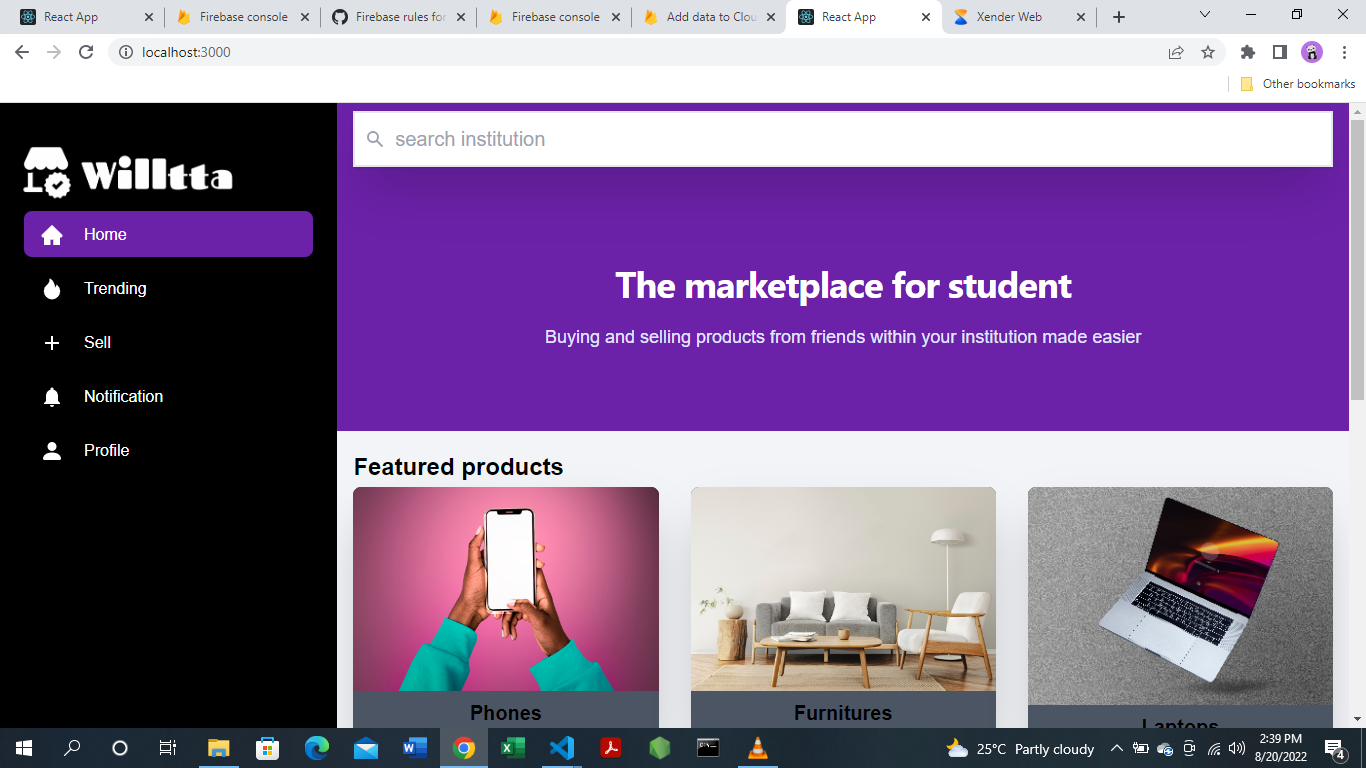 React App
Firebase console
Firebase rules for
Firebase console
Add data to Clou
React App
Xender Web
localhost:3000
Other bookmarks
Willtta
search institution
Home
Trending
Sell
Notification
Profile
The marketplace for student
Buying and selling products from friends within your institution made easier
Featured products
Phones
Furnitures
Laptops
25°C Partly cloudy
2:39 PM
8/20/2022
4